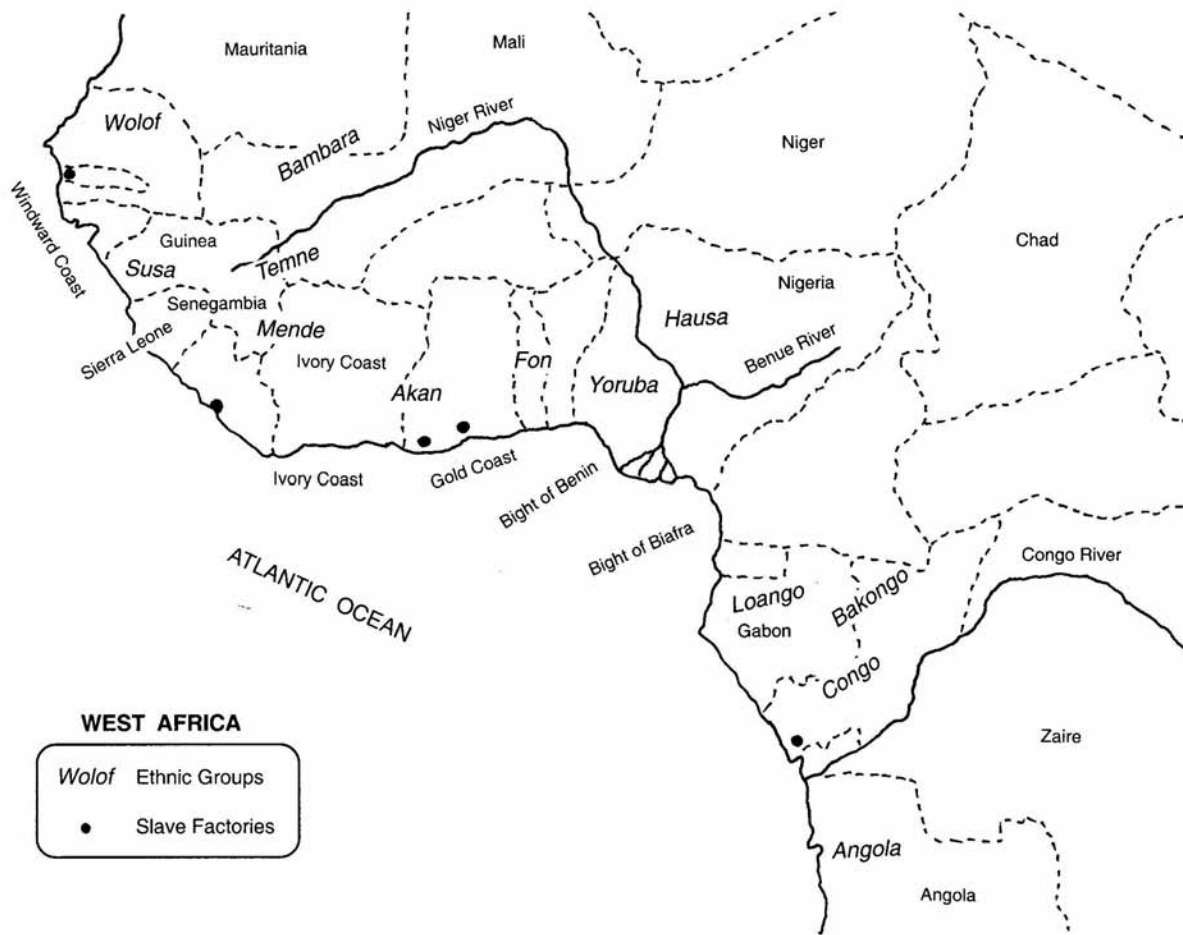 Mauritania
Mali
Wolof
Bambara
Niger River
Niger
Windward Coast
Guinea
Temne
Susa
Chad
Senegambia
Nigeria
Hausa
Sierra Leone
Mende
Ivory Coast
Fon
Benue River
Akan
Yoruba
Ivory Coast
Gold Coast
Bight of Benin
Bight of Biafra
ATLANTIC OCEAN
Congo River
Loango
Bakongo
Gabon
Congo
Zaire
Angola
Angola
WEST AFRICA
Wolof Ethnic Groups
Slave Factories